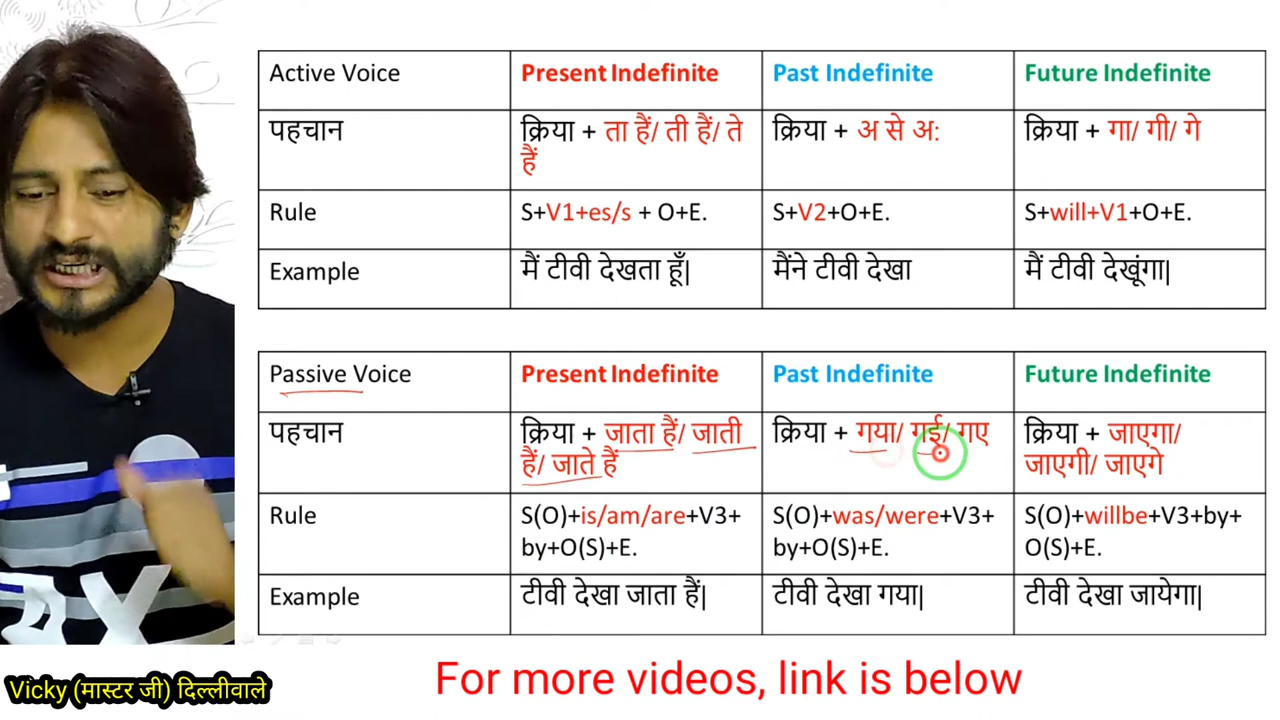 Active Voice Present Indefinite Past Indefinite Future Indefinite
पहचान क्रिया + ता हैं/ ती हैं/ ते हैं क्रिया + अ से अ: क्रिया + गा/ गी/ गे
Rule S+V1+es/s + O+E. S+V2+O+E. S+will+V1+O+E.
Example मैं टीवी देखता हूँ| मैंने टीवी देखा मैं टीवी देखूंगा|
Passive Voice Present Indefinite Past Indefinite Future Indefinite
पहचान क्रिया + जाता हैं/ जाती हैं/ जाते हैं क्रिया + गया/ गई/ गए क्रिया + जाएगा/ जाएगी/ जाएगे
Rule S(O)+is/am/are+V3+ by+O(S)+E. S(O)+was/were+V3+ by+O(S)+E. S(O)+willbe+V3+by+ O(S)+E.
Example टीवी देखा जाता हैं| टीवी देखा गया| टीवी देखा जायेगा|
For more videos, link is below
Vicky (मास्टर जी) दिल्लीवाले